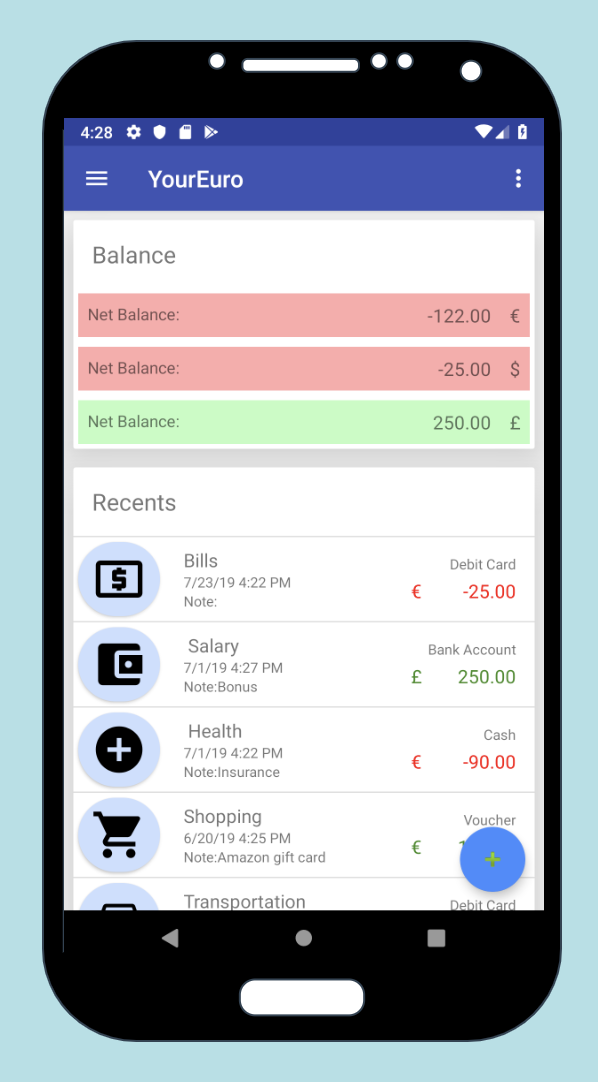 4:28
YourEuro
Balance
Net Balance: -122.00 €
Net Balance: -25.00 $
Net Balance: 250.00 £
Recents
Bills
Debit Card
7/23/19 4:22 PM
€ -25.00
Note:
Salary
Bank Account
7/1/19 4:27 PM
£ 250.00
Note:Bonus
Health
Cash
7/1/19 4:22 PM
€ -90.00
Note:Insurance
Shopping
Voucher
6/20/19 4:25 PM
€
Note:Amazon gift card
Transportation
Debit Card